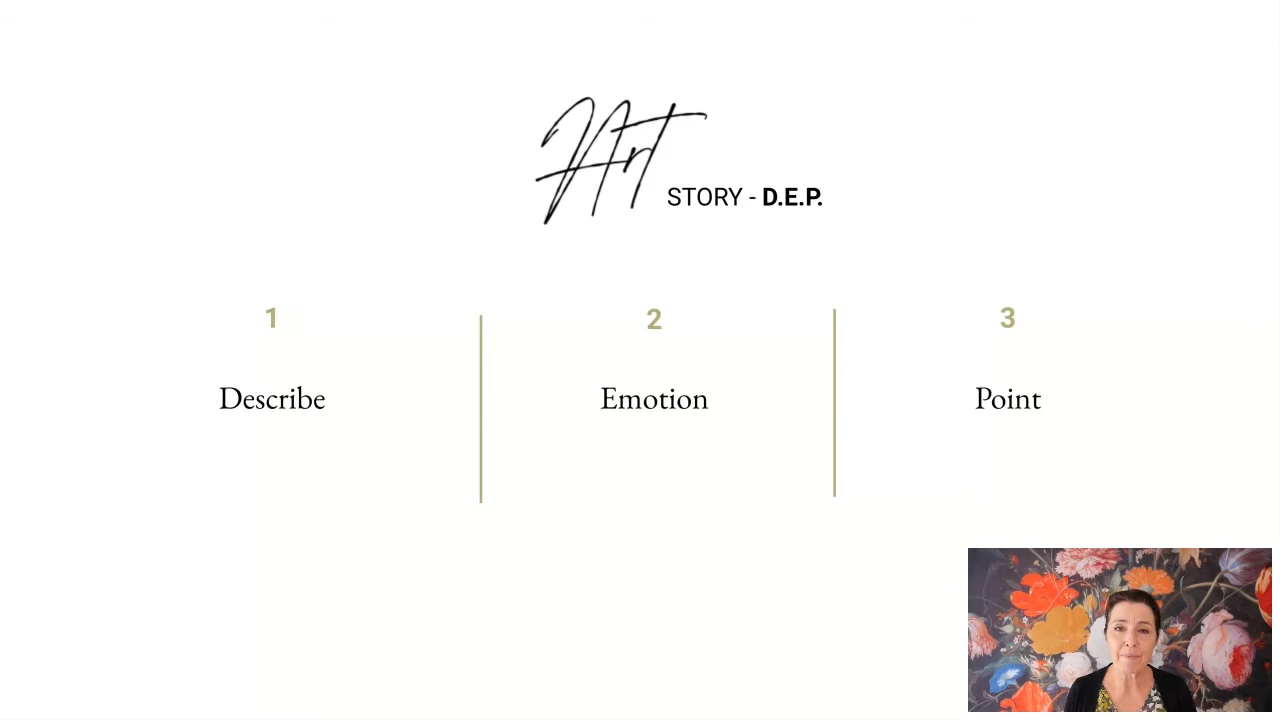 Art STORY - D.E.P.
1
2
3
Describe
Emotion
Point